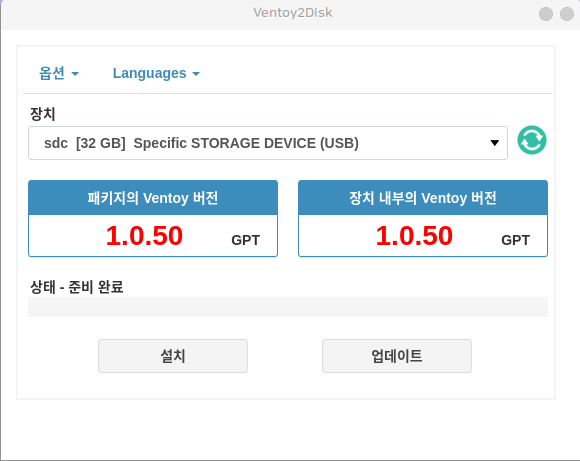 Ventoy2Disk
옵션 Languages
장치
sdc [32 GB] Specific STORAGE DEVICE (USB)
패키지의 Ventoy 버전
1.0.50 GPT
장치 내부의 Ventoy 버전
1.0.50 GPT
상태 - 준비 완료
설치 업데이트